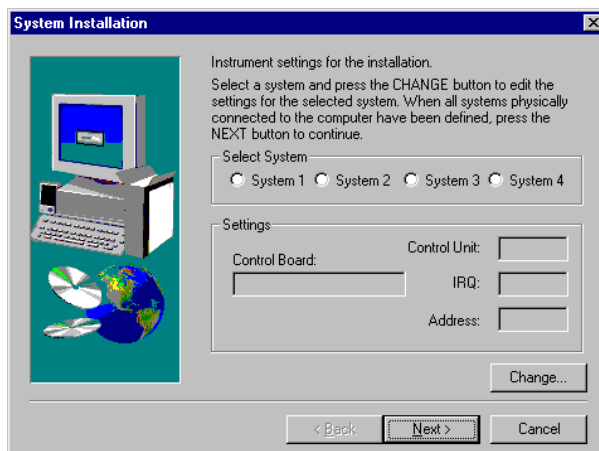 System Installation
Instrument settings for the installation.
Select a system and press the CHANGE button to edit the
settings for the selected system. When all systems physically
connected to the computer have been defined, press the
NEXT button to continue.
Select System
System 1 System 2 System 3 System 4
Settings
Control Unit:
Control Board:
IRQ:
Address:
Change...
< Back Next > Cancel